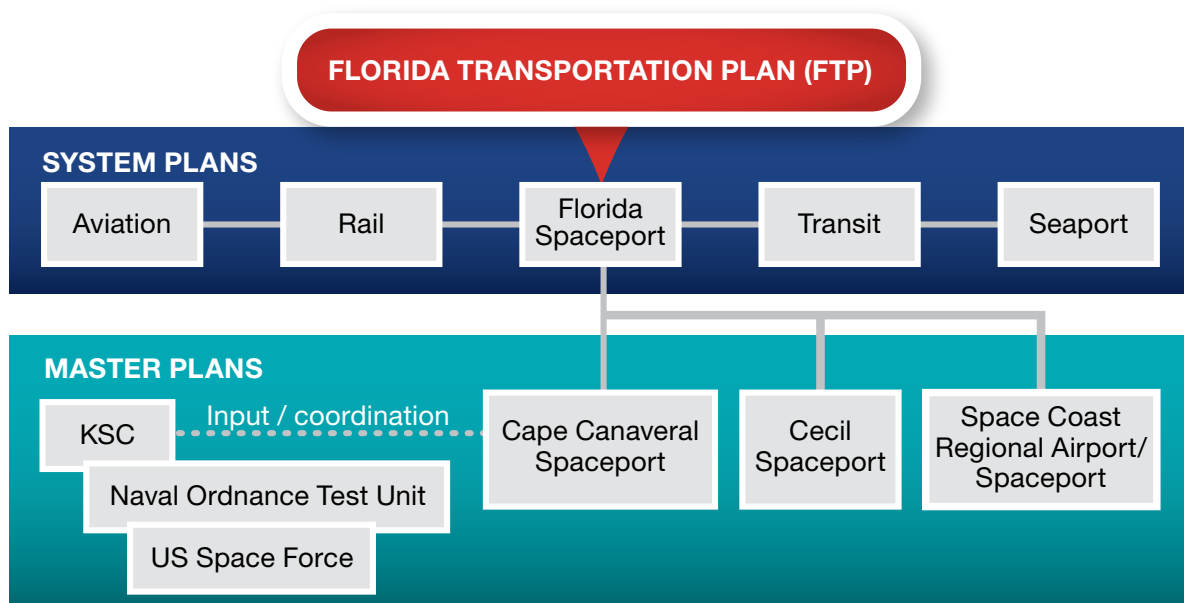 FLORIDA TRANSPORTATION PLAN (FTP)
SYSTEM PLANS
Aviation
Rail
Florida
Spaceport
Transit
Seaport
MASTER PLANS
KSC
Input / coordination
Naval Ordnance Test Unit
US Space Force
Cape Canaveral
Spaceport
Cecil
Spaceport
Space Coast
Regional Airport/
Spaceport